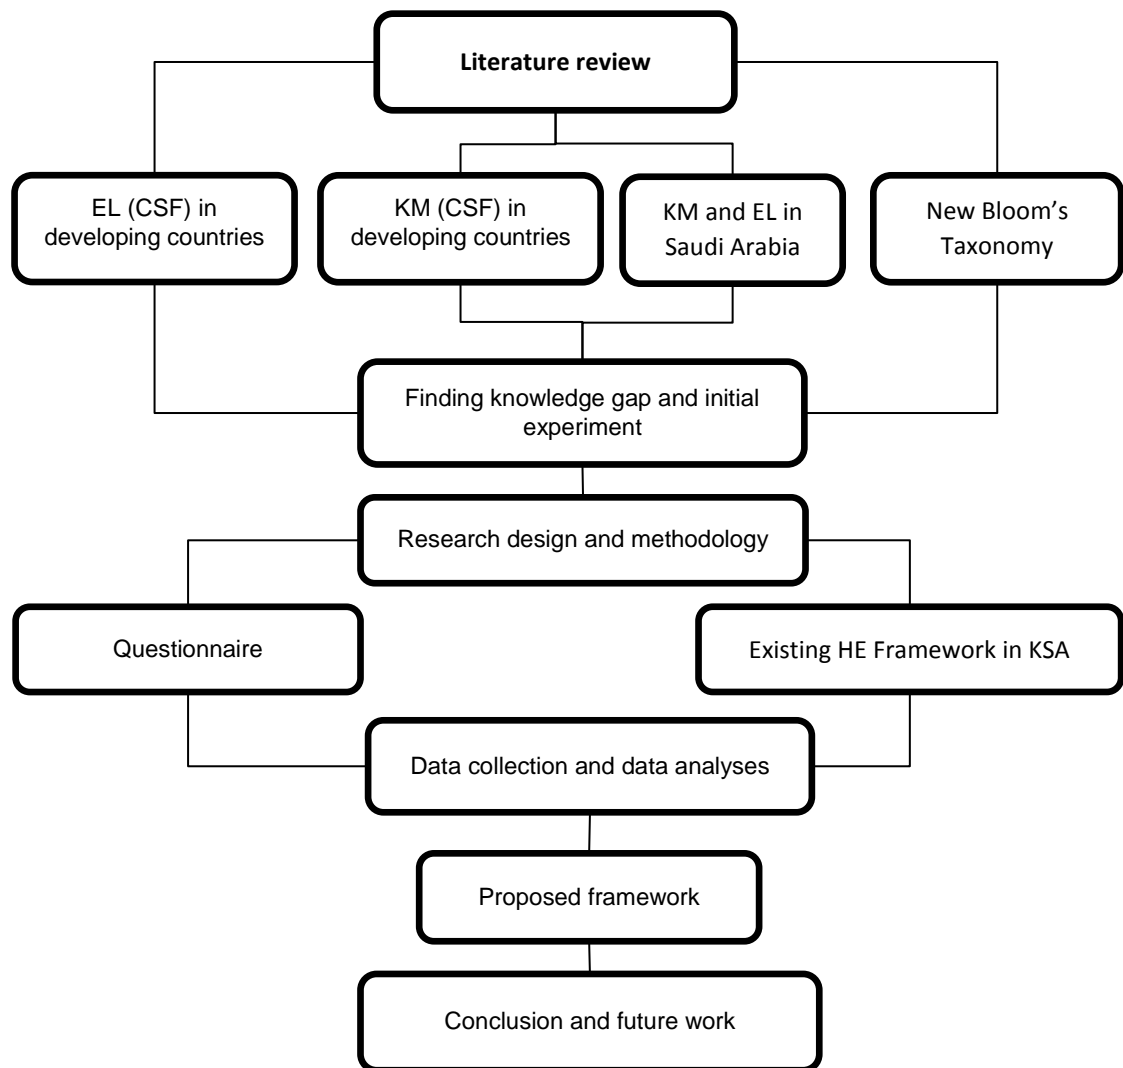 Literature review
EL (CSF) in
developing countries
KM (CSF) in
developing countries
KM and EL in
Saudi Arabia
New Bloom’s
Taxonomy
Finding knowledge gap and initial
experiment
Research design and methodology
Questionnaire
Existing HE Framework in KSA
Data collection and data analyses
Proposed framework
Conclusion and future work